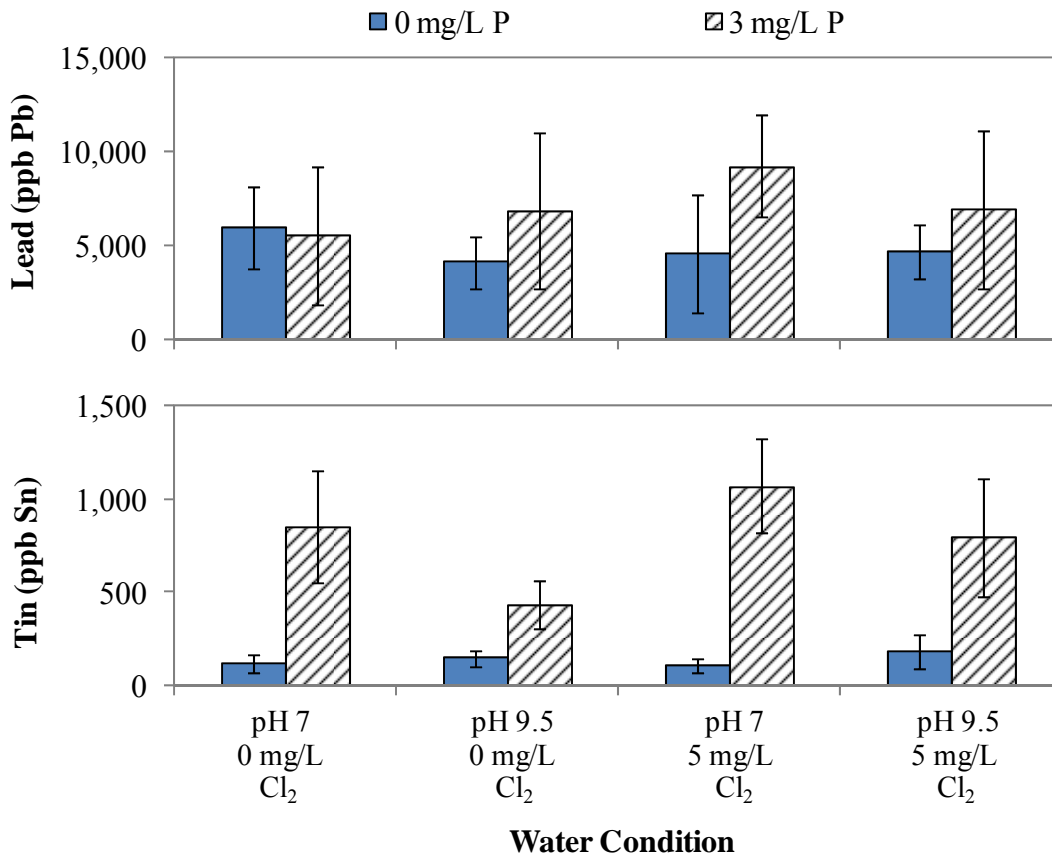 0 mg/L P 3 mg/L P
15,000
10,000
5,000
0
Lead (ppb Pb)
1,500
1,000
500
0
Tin (ppb Sn)
pH 7 pH 9.5 pH 7 pH 9.5
0 mg/L 0 mg/L 5 mg/L 5 mg/L
Cl₂ Cl₂ Cl₂ Cl₂
Water Condition